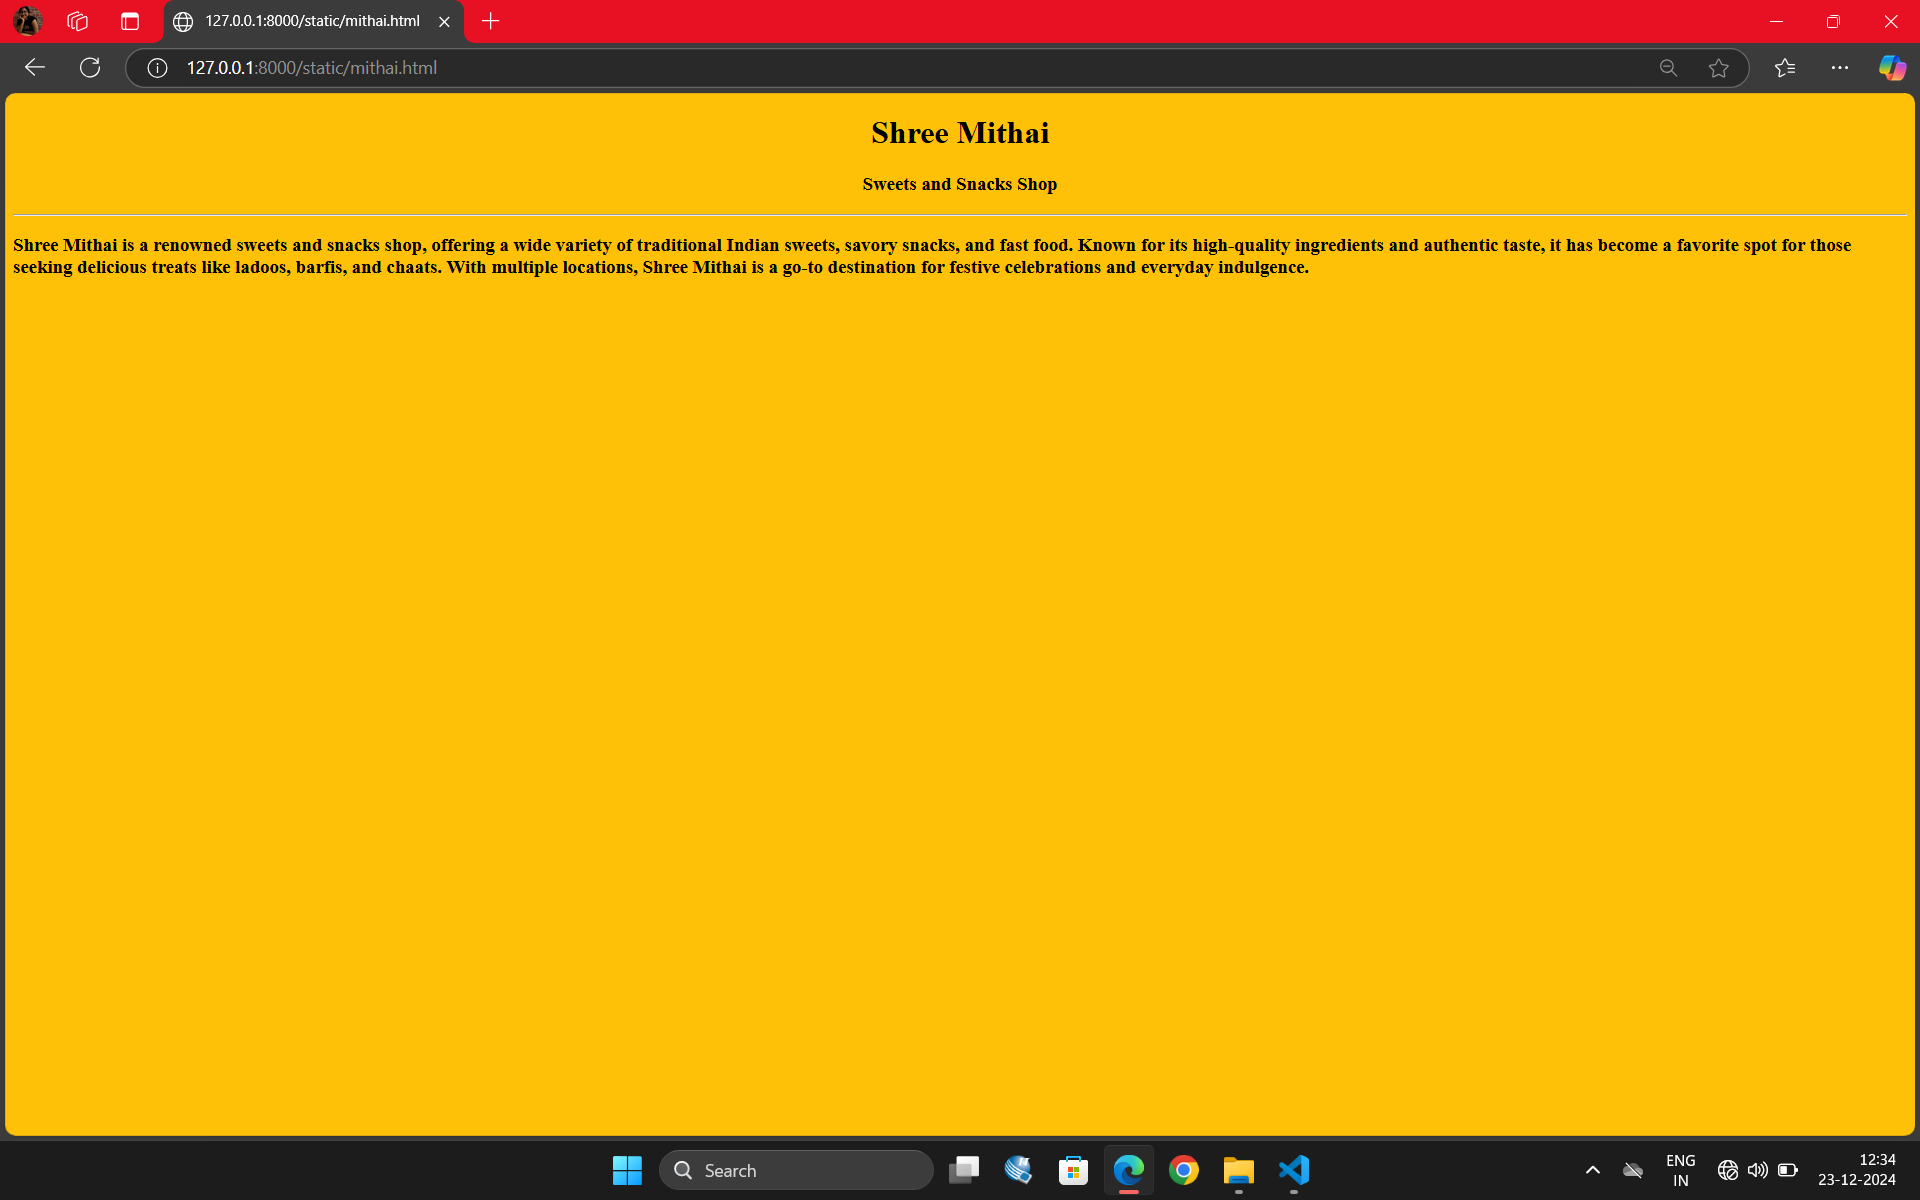 127.0.0.1:8000/static/mithai.html
127.0.0.1:8000/static/mithai.html
Shree Mithai
Sweets and Snacks Shop
Shree Mithai is a renowned sweets and snacks shop, offering a wide variety of traditional Indian sweets, savory snacks, and fast food. Known for its high-quality ingredients and authentic taste, it has become a favorite spot for those
seeking delicious treats like ladoos, barfis, and chaats. With multiple locations, Shree Mithai is a go-to destination for festive celebrations and everyday indulgence.
Search
ENG
IN
12:34
23-12-2024